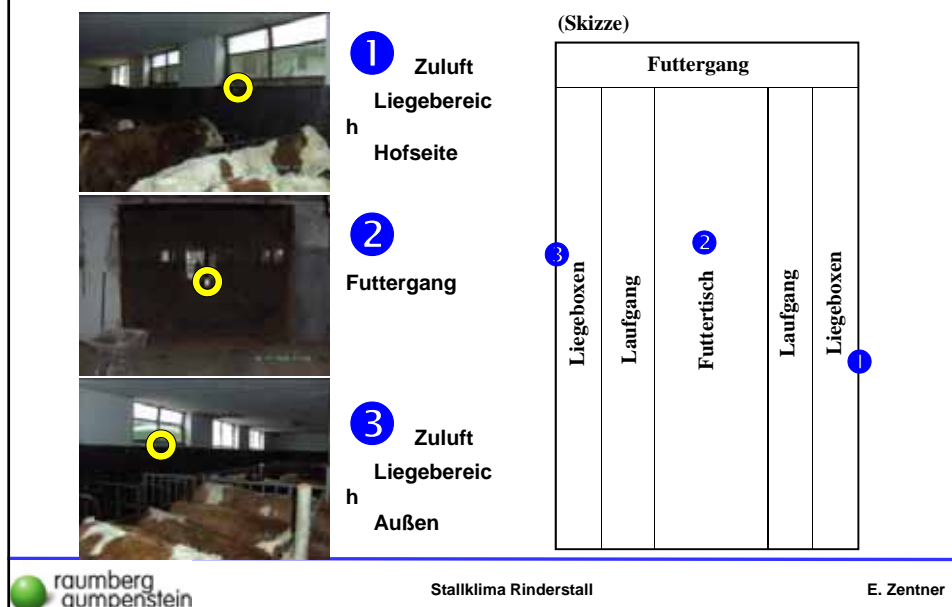 1 Zuluft
Liegebereic
h
Hofseite
2
Futtergang
3 Zuluft
Liegebereic
h
Außen
(Skizze)
Futtergang
3
Liegeboxen
Laufgang
2
Futtertisch
Laufgang
Liegeboxen
1
raumberg
gumpenstein
Stallklima Rinderstall
E. Zentner